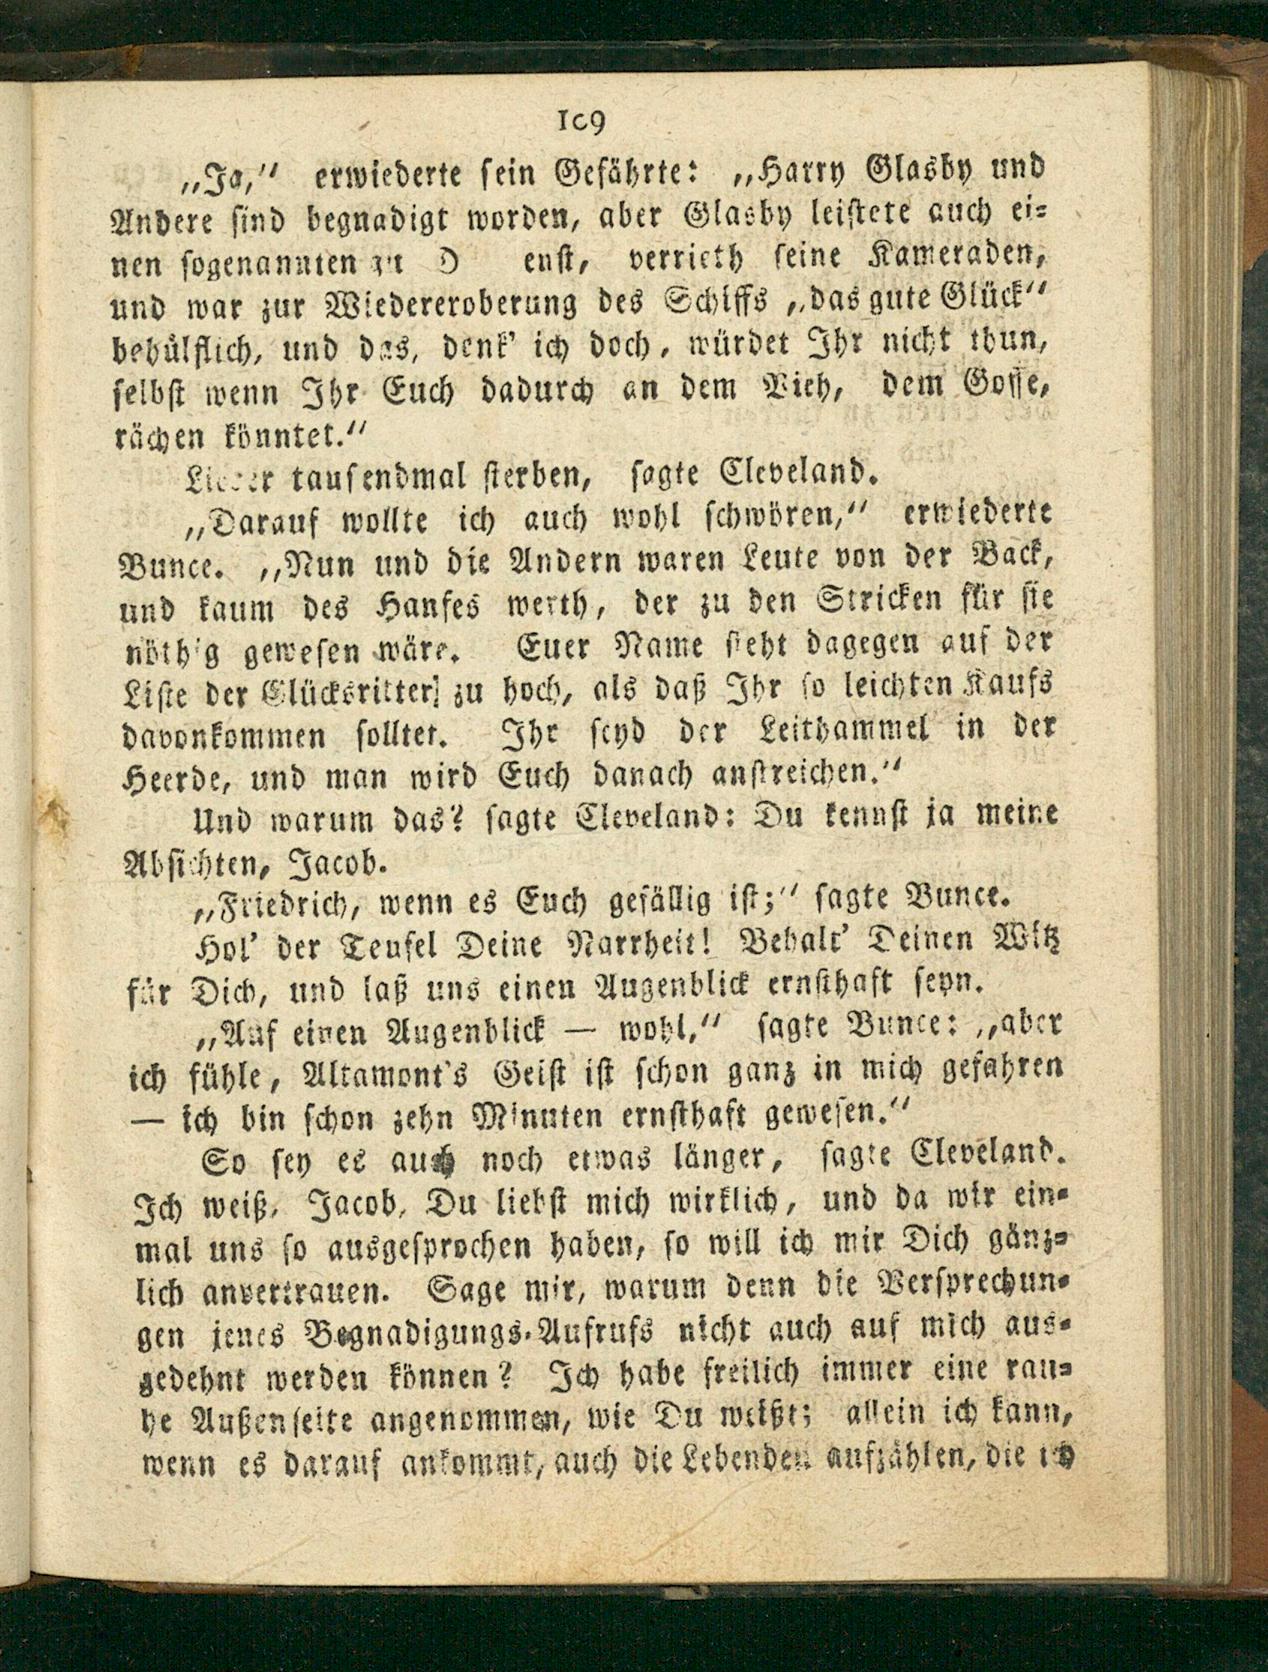 109
„Ja,“ erwiederte sein Gefährte: „Harry Glasby und
Andere sind begnadigt worden, aber Glasby leistete auch ei=
nen sogenannten verrieth seine Kameraden,
und war zur Wiedereroberung des Schiffs „das gute Glück“
behülflich, und das, denk' ich doch, würdet Ihr nicht thun,
selbst wenn Ihr Euch dadurch an dem Vieh, dem Gosse,
rächen könntet.“
Lieber tausendmal sterben, sagte Cleveland.
„Darauf wollte ich auch wohl schwören,“ erwiederte
Bunce. „Nun und die Andern waren Leute von der Back,
und kaum des Hanfes werth, der zu den Stricken für sie
nöthig gewesen wäre. Euer Name steht dagegen auf der
Liste der Glücksritter zu hoch, als daß Ihr so leichten Kaufs
davonkommen solltet. Ihr seyd der Leithammel in der
Heerde, und man wird Euch danach anstreichen.“
Und warum das? sagte Cleveland: Du kennst ja meine
Absichten, Jacob.
„Friedrich, wenn es Euch gefällig ist;“ sagte Bunce.
Hol' der Teufel Deine Narrheit! Behalt' Deinen Witz
für Dich, und laß uns einen Augenblick ernsthaft seyn.
„Auf einen Augenblick — wohl,“ sagte Bunce: „aber
ich fühle, Altamont's Geist ist schon ganz in mich gefahren
— ich bin schon zehn Minuten ernsthaft gewesen.“
So sey es auch noch etwas länger, sagte Cleveland.
Ich weiß, Jacob, Du liebst mich wirklich, und da wir ein=
mal uns so ausgesprochen haben, so will ich mir Dich gänz=
lich anvertrauen. Sage mir, warum denn die Versprechun=
gen jenes Begnadigungs-Aufrufs nicht auch auf mich aus=
gedehnt werden können? Ich habe freilich immer eine rau=
he Außenseite angenommen, wie Du weißt; allein ich kann,
wenn es darauf ankommt, auch die Lebenden aufzählen, die ich